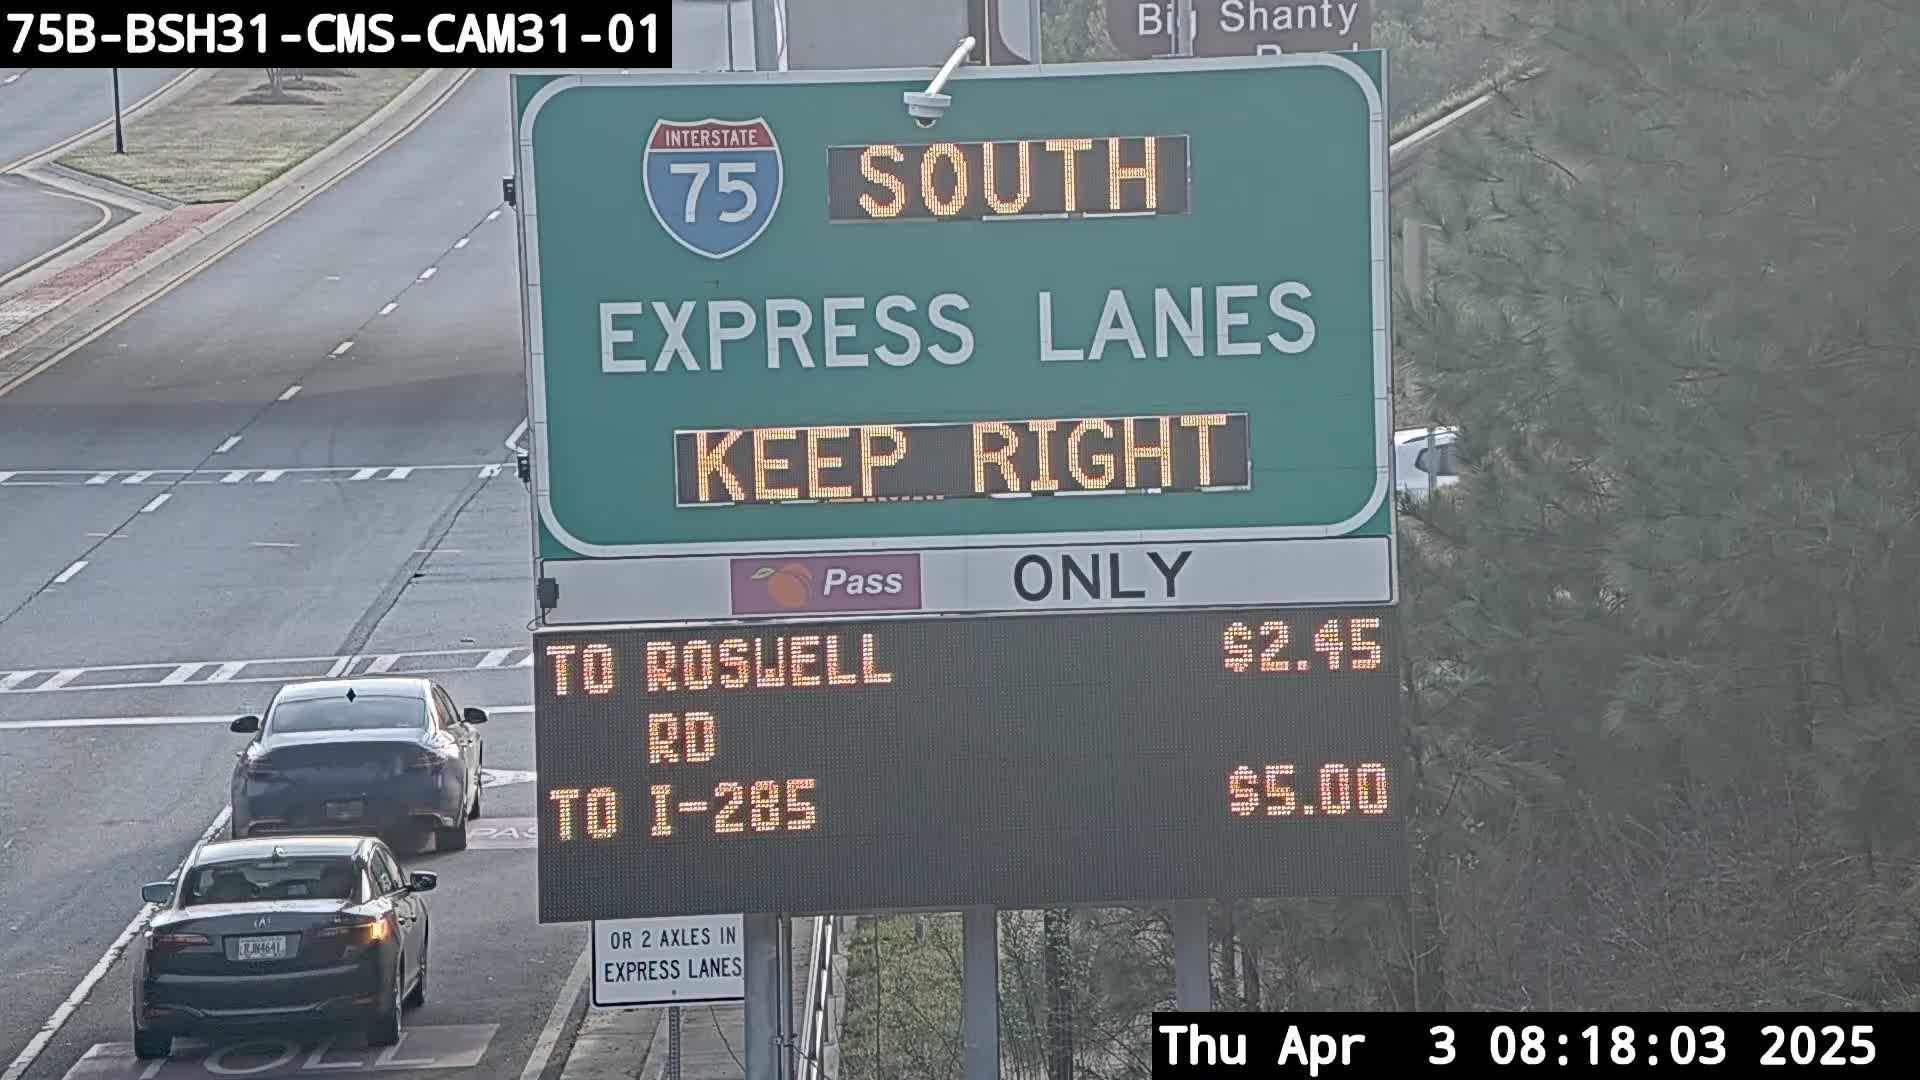 75B-BSH31-CMS-CAM31-01
Big Shanty
INTERSTATE
75
SOUTH
EXPRESS LANES
KEEP RIGHT
Pass ONLY
TO ROSWELL $2.45
RD
TO I-285 $5.00
OR 2 AXLES IN
EXPRESS LANES
Thu Apr 3 08:18:03 2025